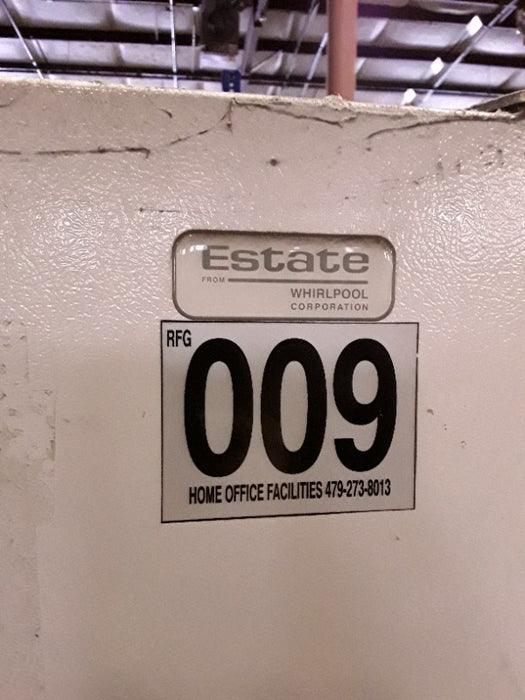 Estate
FROM
WHIRLPOOL
CORPORATION
RFG
009
HOME OFFICE FACILITIES 479-273-8013